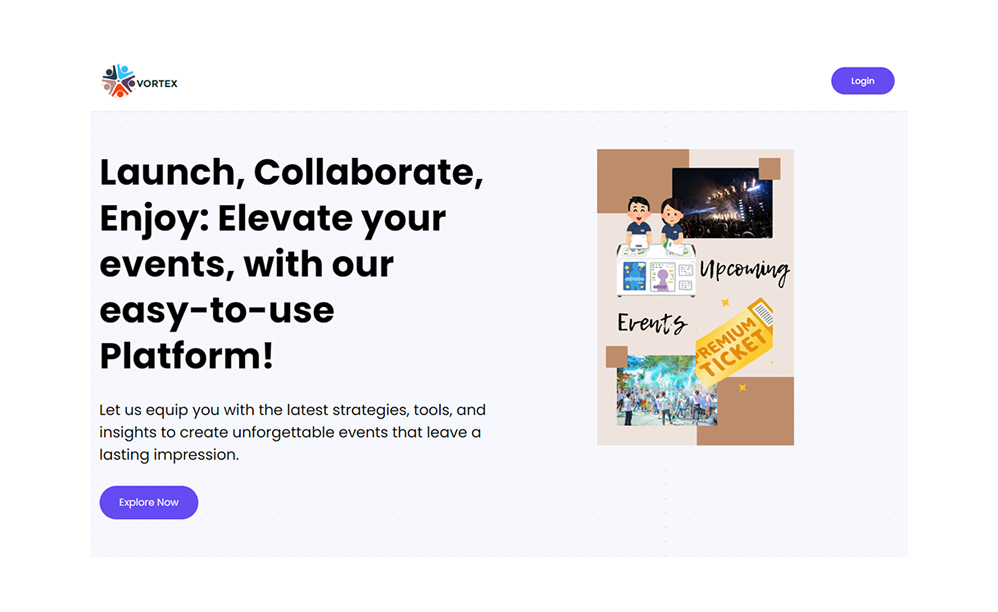 VORTEX
Login
Launch, Collaborate,
Enjoy: Elevate your
events, with our
easy-to-use
Platform!
Let us equip you with the latest strategies, tools, and
insights to create unforgettable events that leave a
lasting impression.
Explore Now
Upcoming
Events
REMIUM
TICKET